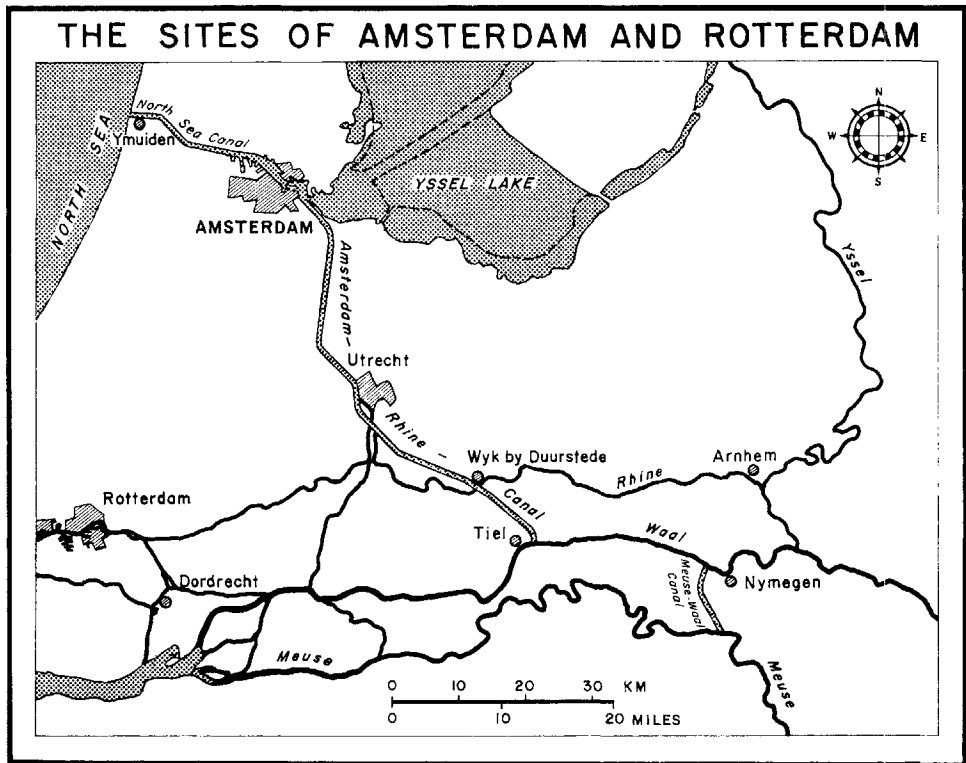 THE SITES OF AMSTERDAM AND ROTTERDAM
NORTH SEA
North Sea Canal
Ymuiden
AMSTERDAM
YSSEL LAKE
N
W E
S
Yssel
Amsterdam–
Utrecht
Rhine –
Canal
Wyk by Duurstede
Rhine
Arnhem
Rotterdam
Tiel
Waal
Dordrecht
Meuse-Waal
Canal
Nymegen
Meuse
Meuse
0 10 20 30 KM
0 10 20 MILES